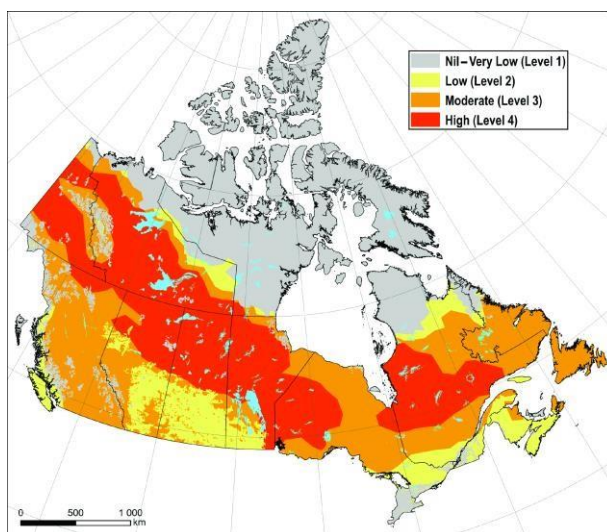 Nil–Very Low (Level 1)
Low (Level 2)
Moderate (Level 3)
High (Level 4)
0 500 1 000
km